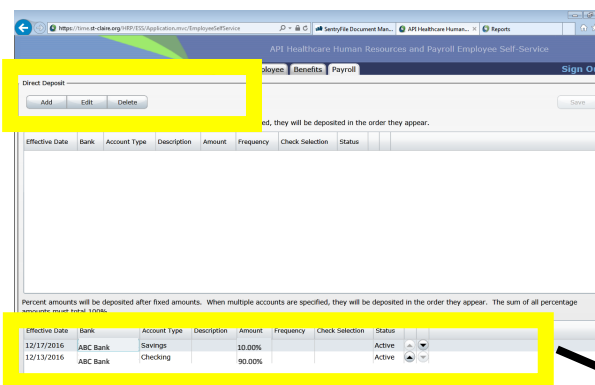 https://time.st-claire.org/HRP/ESS/Application.mvc/EmployeeSelfService
SentryFile Document Man... API Healthcare Human... × Reports
API Healthcare Human Resources and Payroll Employee Self-Service
Benefits Payroll Sign
Direct Deposit
Add Edit Delete Save
they will be deposited in the order they appear.
Effective Date Bank Account Type Description Amount Frequency Check Selection Status
Percent amounts will be deposited after fixed amounts. When multiple accounts are specified, they will be deposited in the order they appear. The sum of all percentage
amounts must total 100%
Effective Date Bank Account Type Description Amount Frequency Check Selection Status
12/17/2016 ABC Bank Savings 10.00% Active
12/13/2016 ABC Bank Checking 90.00% Active